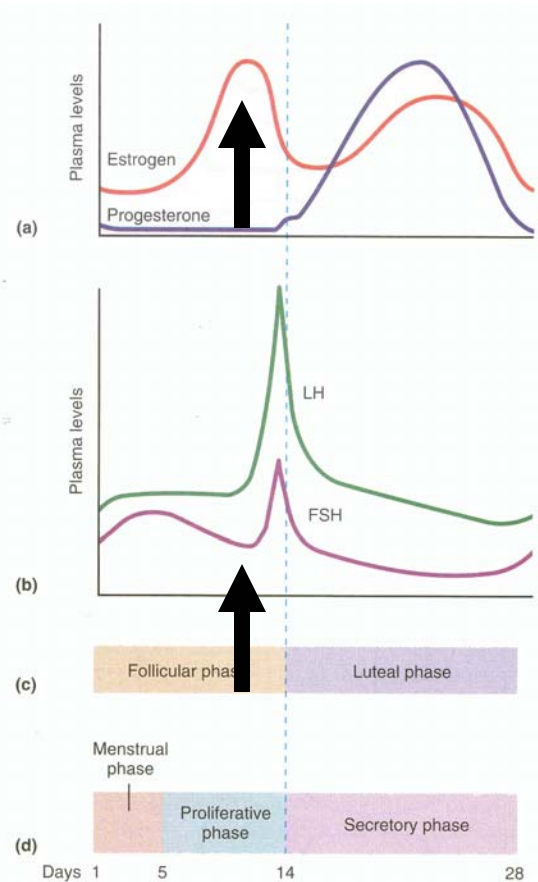 Plasma levels
Estrogen
Progesterone
(a)
Plasma levels
LH
FSH
(b)
Follicular phas
Luteal phase
(c)
Menstrual
phase
Proliferative
phase
Secretory phase
(d)
Days 1 5 14 28